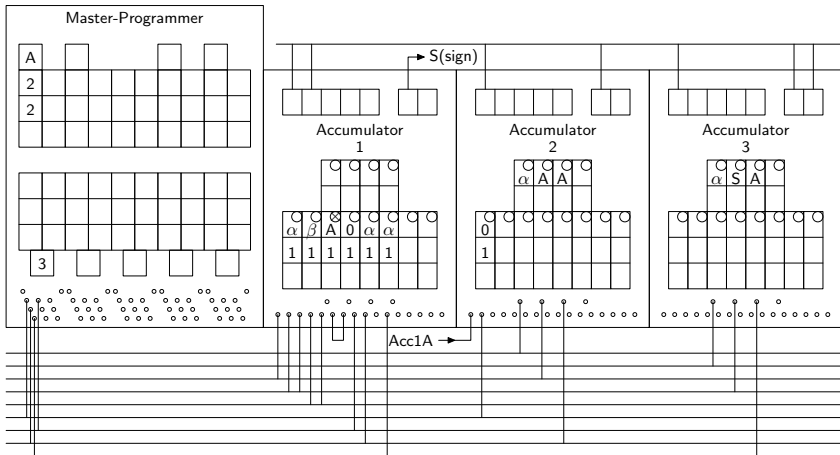 Master-Programmer
A
2
2
3
S(sign)
Accumulator
1
α β A 0 α α
1 1 1 1 1 1
Acc1A
Accumulator
2
α A A
0
1
Accumulator
3
α S A